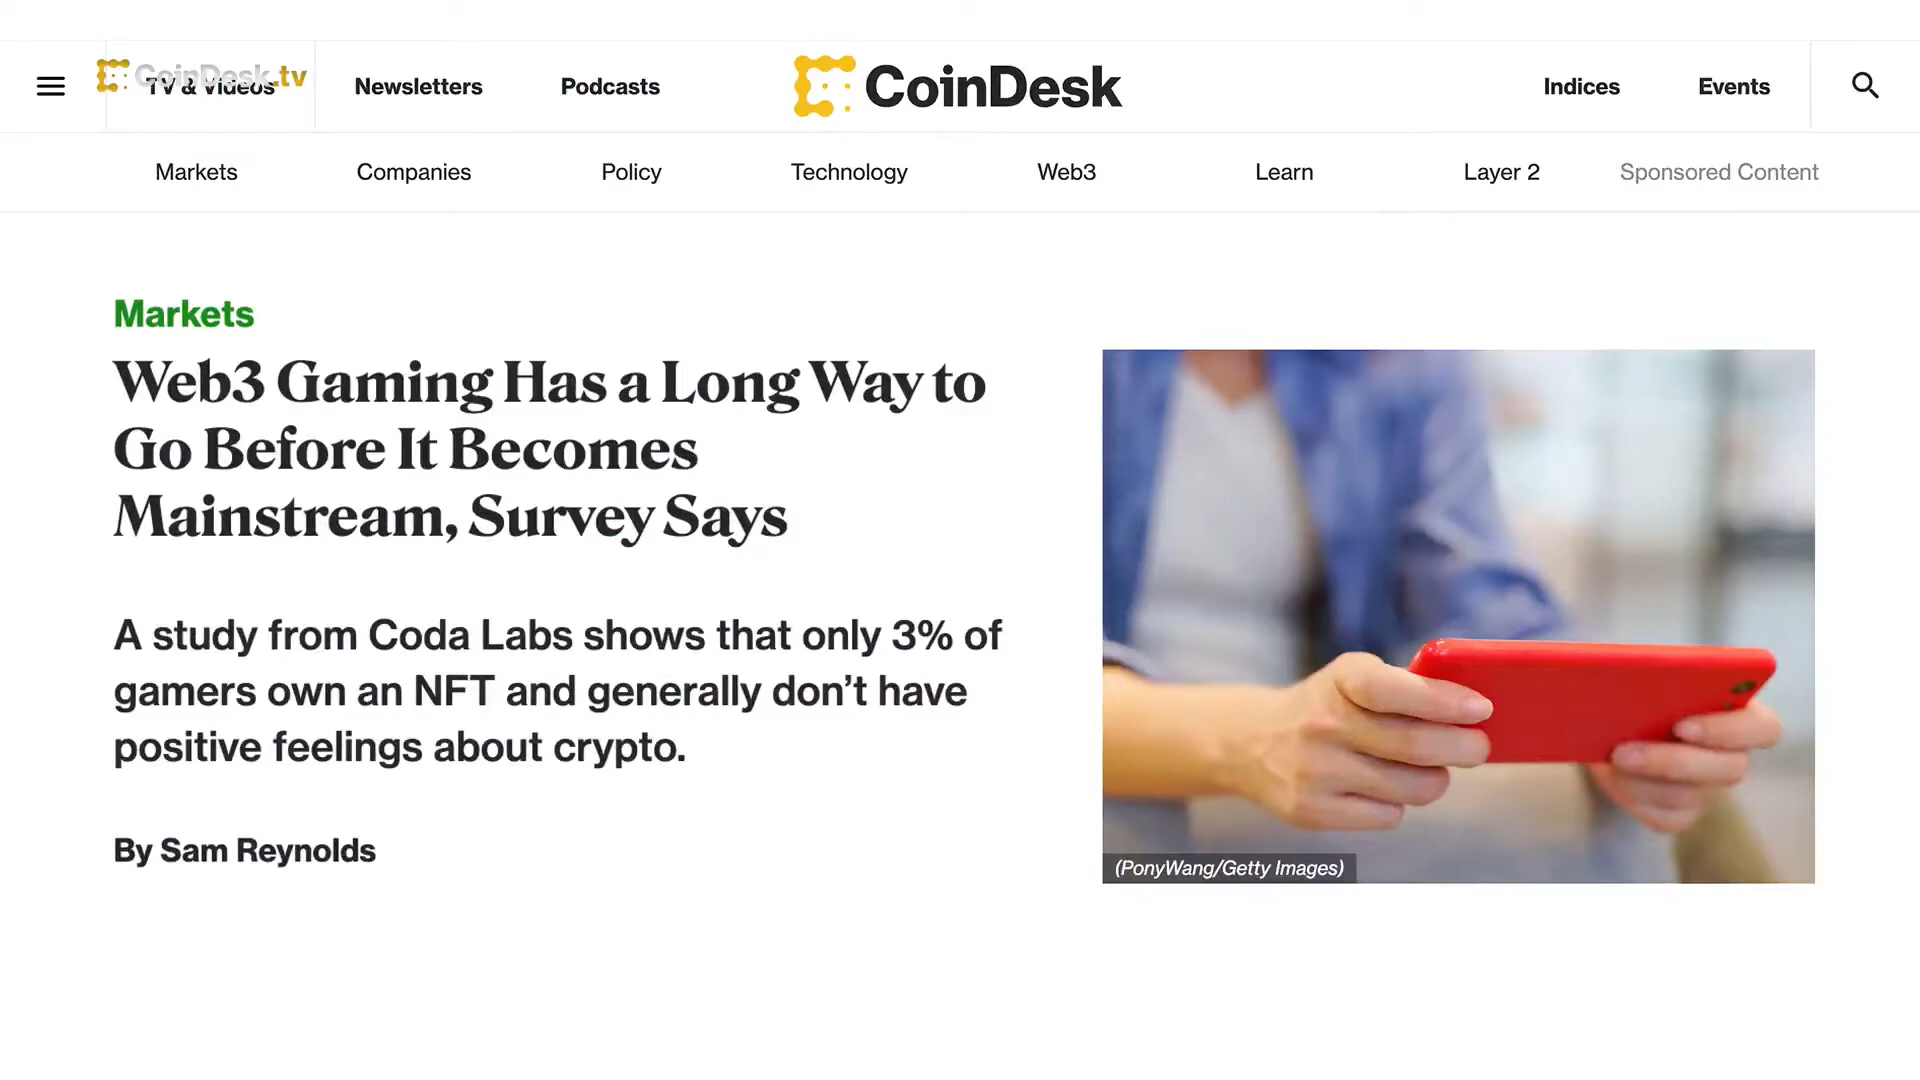 CoinDesk.tv
TV & Videos
Newsletters
Podcasts
CoinDesk
Indices
Events
Markets
Companies
Policy
Technology
Web3
Learn
Layer 2
Sponsored Content
Markets
Web3 Gaming Has a Long Way to
Go Before It Becomes
Mainstream, Survey Says
A study from Coda Labs shows that only 3% of
gamers own an NFT and generally don’t have
positive feelings about crypto.
By Sam Reynolds
(PonyWang/Getty Images)